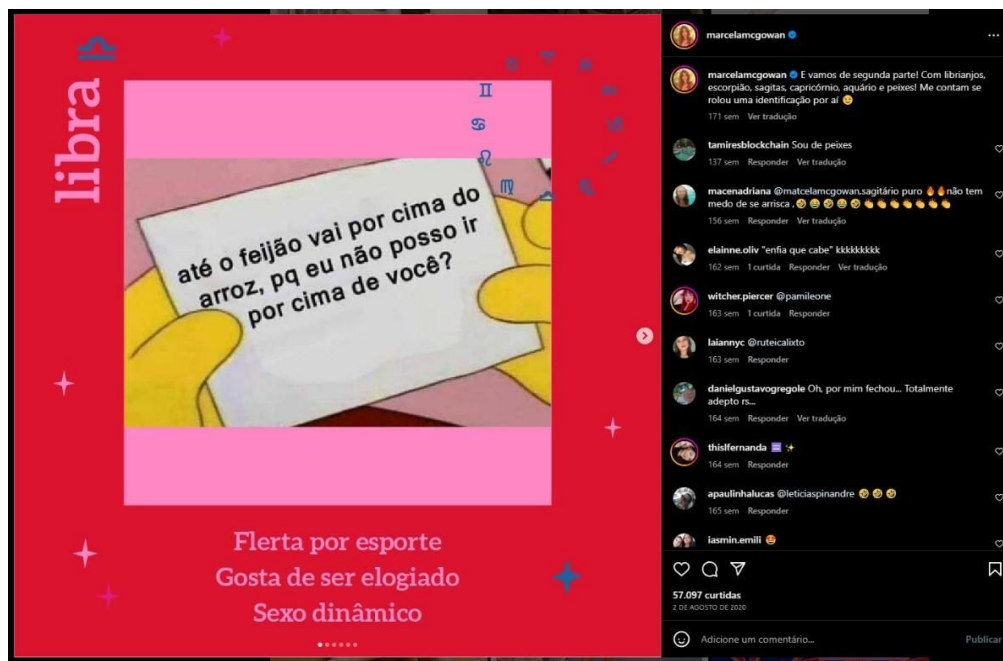 libra
até o feijão vai por cima do
arroz, pq eu não posso ir
por cima de você?
Flerta por esporte
Gosta de ser elogiado
Sexo dinâmico
marcelamcgowan
marcelamcgowan E vamos de segunda parte! Com librianjos,
escorpião, sagitas, capricórnio, aquário e peixes! Me contam se
rolou uma identificação por aí
171 sem Ver tradução
tamiresblockchain Sou de peixes
137 sem Responder Ver tradução
macenadriana @matcelamcgowan.sagitário puro não tem
medo de se arrisca ,
156 sem Responder Ver tradução
elainne.oliv "enfia que cabe" kkkkkkkkk
162 sem 1 curtida Responder Ver tradução
witcher.piercer @pamileone
163 sem 1 curtida Responder
laiannyc @ruteicalixto
163 sem Responder
danielgustavogregole Oh, por mim fechou... Totalmente
adepto rs...
164 sem Responder Ver tradução
thislfernanda
164 sem Responder
apaulinhalucas @leticiaspinandre
165 sem Responder
iasmin.emili
57.097 curtidas
2 DE AGOSTO DE 2020
Adicione um comentário...
Publicar